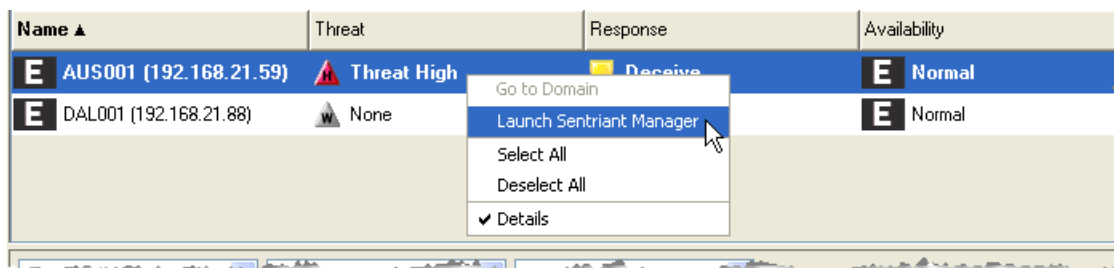 Name ▲ Threat Response Availability
E AUS001 (192.168.21.59) H Threat High Deceive E Normal
Go to Domain
E DAL001 (192.168.21.88) W None E Normal
Launch Sentriant Manager
Select All
Deselect All
✔ Details